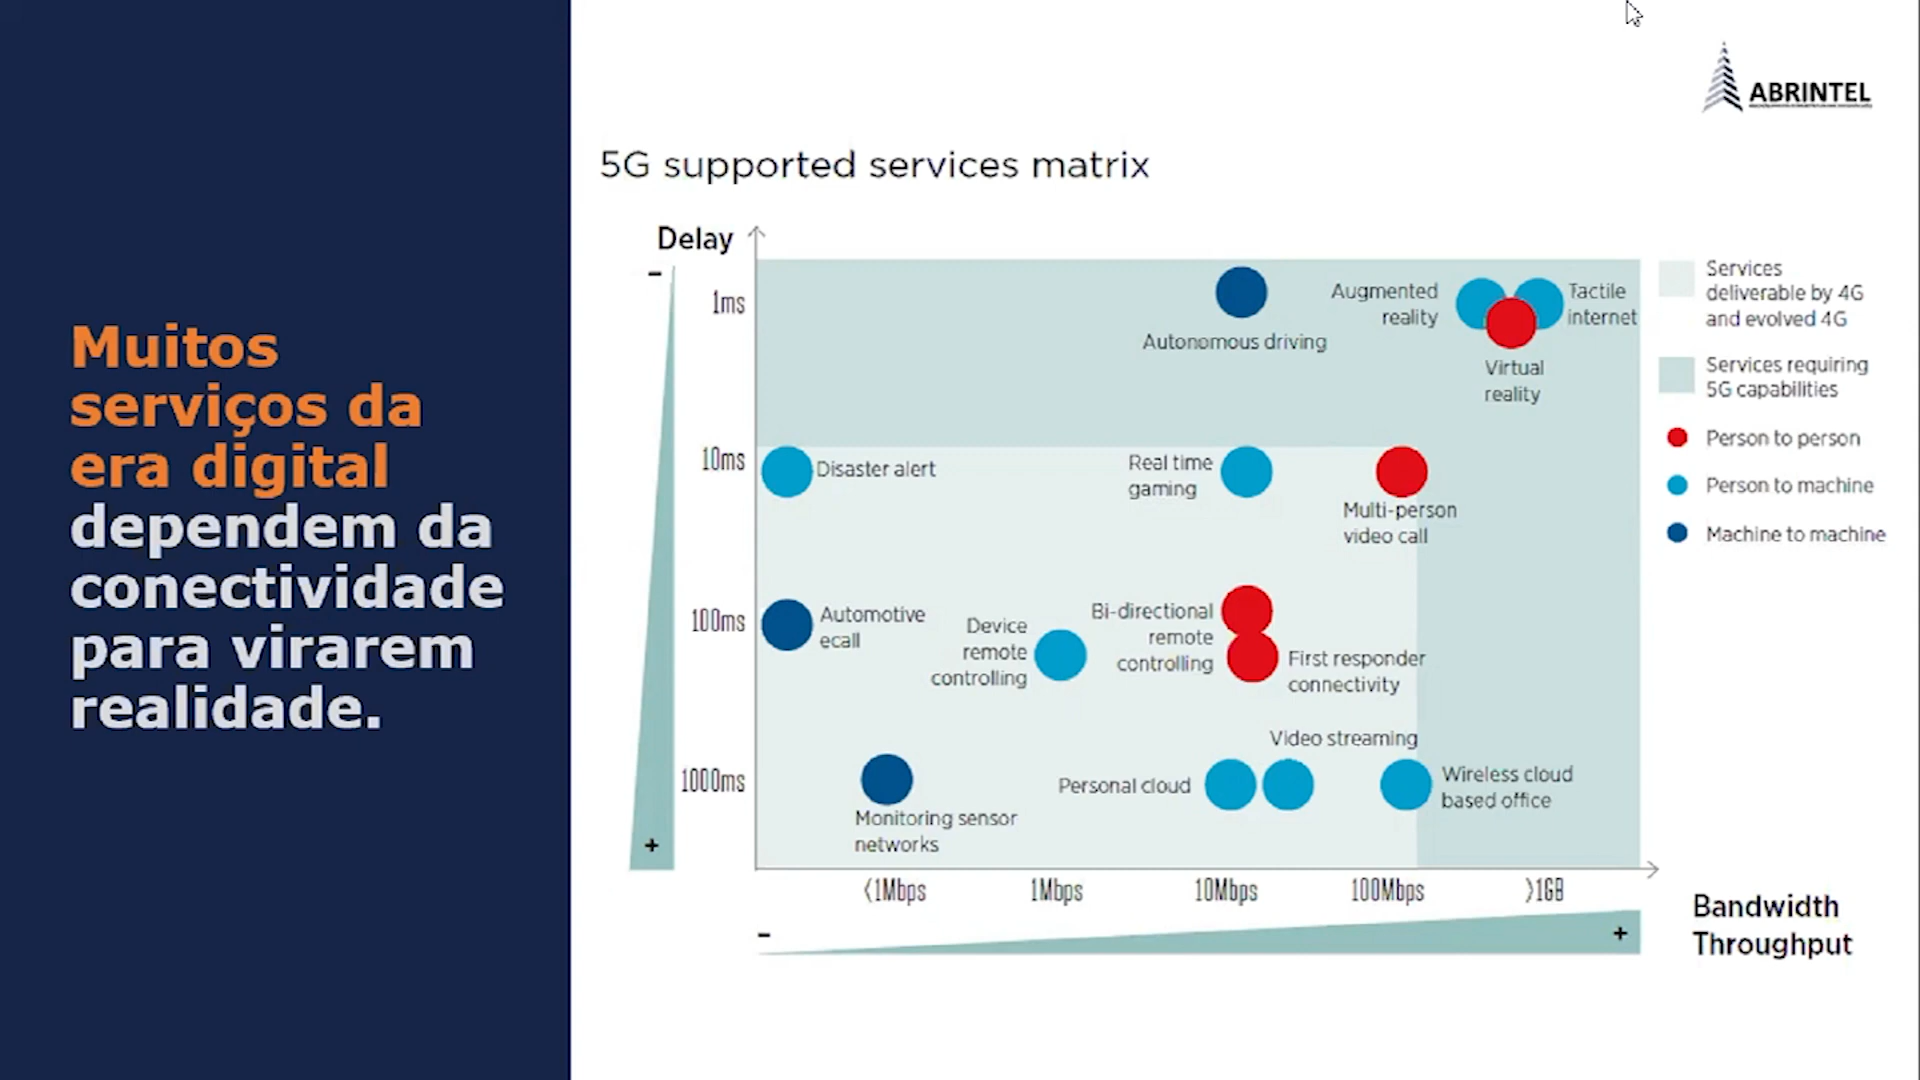 Muitos
serviços da
era digital
dependem da
conectividade
para virarem
realidade.
ABRINTEL
5G supported services matrix
Delay
−
1ms
10ms
100ms
1000ms
+
Autonomous driving
Augmented
reality
Tactile
internet
Virtual
reality
Disaster alert
Real time
gaming
Multi-person
video call
Automotive
ecall
Device
remote
controlling
Bi-directional
remote
controlling
First responder
connectivity
Video streaming
Personal cloud
Wireless cloud
based office
Monitoring sensor
networks
<1Mbps
1Mbps
10Mbps
100Mbps
>1GB
−
+
Bandwidth
Throughput
Services
deliverable by 4G
and evolved 4G
Services requiring
5G capabilities
Person to person
Person to machine
Machine to machine